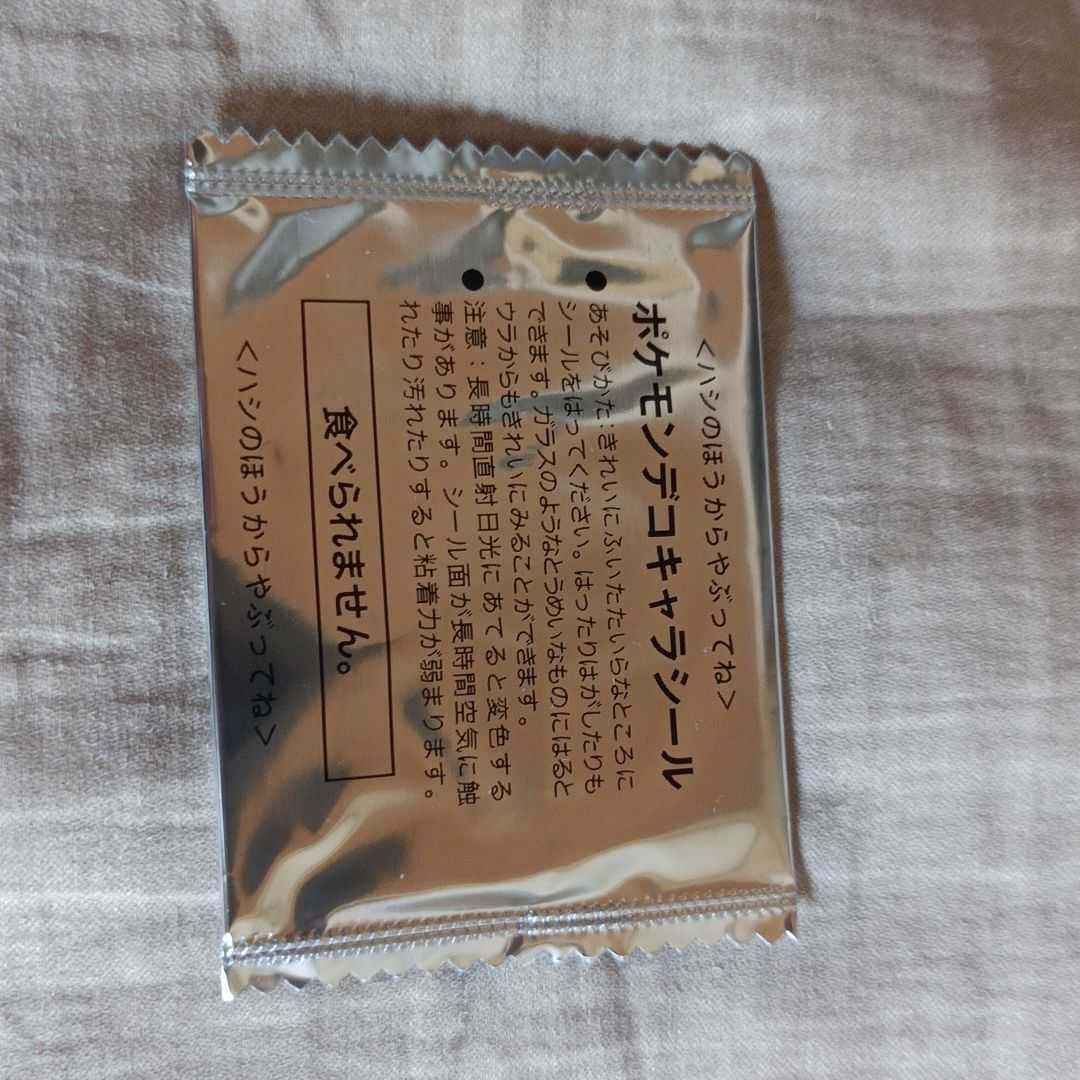 <ハシのほうからやぶってね>
ポケモンデコキャラシール
● あそびかた：きれいにふいたたいらなところに
シールをはってください。はったりはがしたりも
できます。ガラスのようなとうめいなものにはると
ウラからもきれいにみることができます。
● 注意：長時間直射日光にあてると変色する
事があります。シール面が長時間空気に触
れたり汚れたりすると粘着力が弱まります。
食べられません。
<ハシのほうからやぶってね>